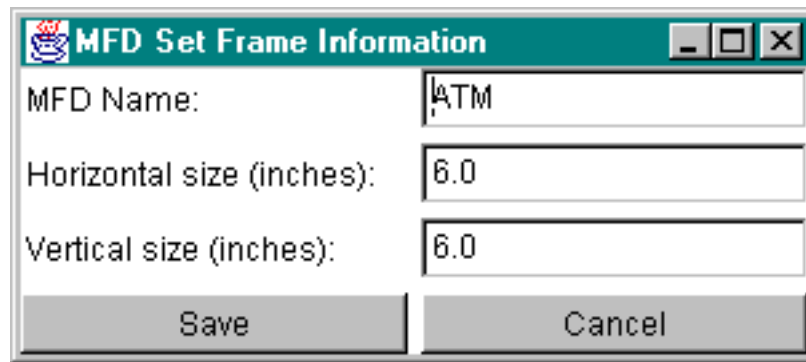 MFD Set Frame Information
MFD Name: ATM
Horizontal size (inches): 6.0
Vertical size (inches): 6.0
Save Cancel